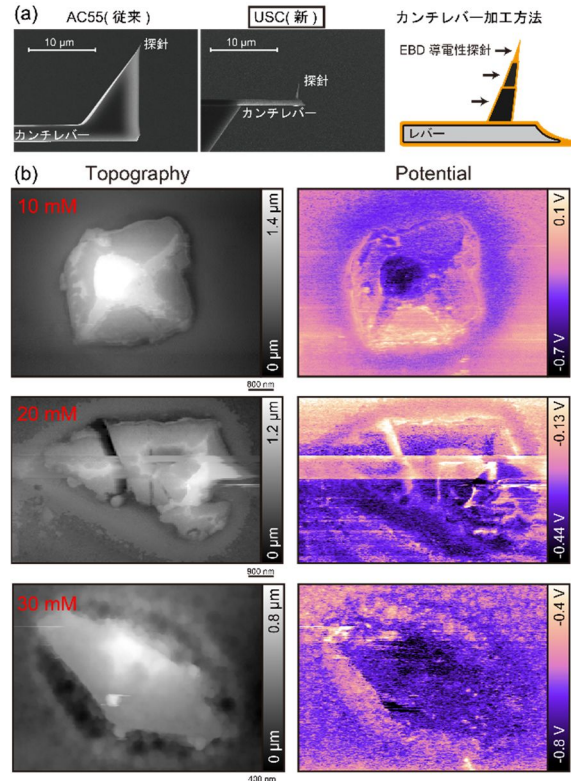 (a) AC55(従来) USC(新) カンチレバー加工方法
10 µm
探針
カンチレバー
10 µm
探針
カンチレバー
EBD 導電性探針
レバー
(b) Topography Potential
10 mM
1.4 µm
0 µm
800 nm
0.1 V
-0.7 V
20 mM
1.2 µm
0 µm
800 nm
-0.13 V
-0.44 V
30 mM
0.8 µm
0 µm
400 nm
-0.4 V
-0.8 V